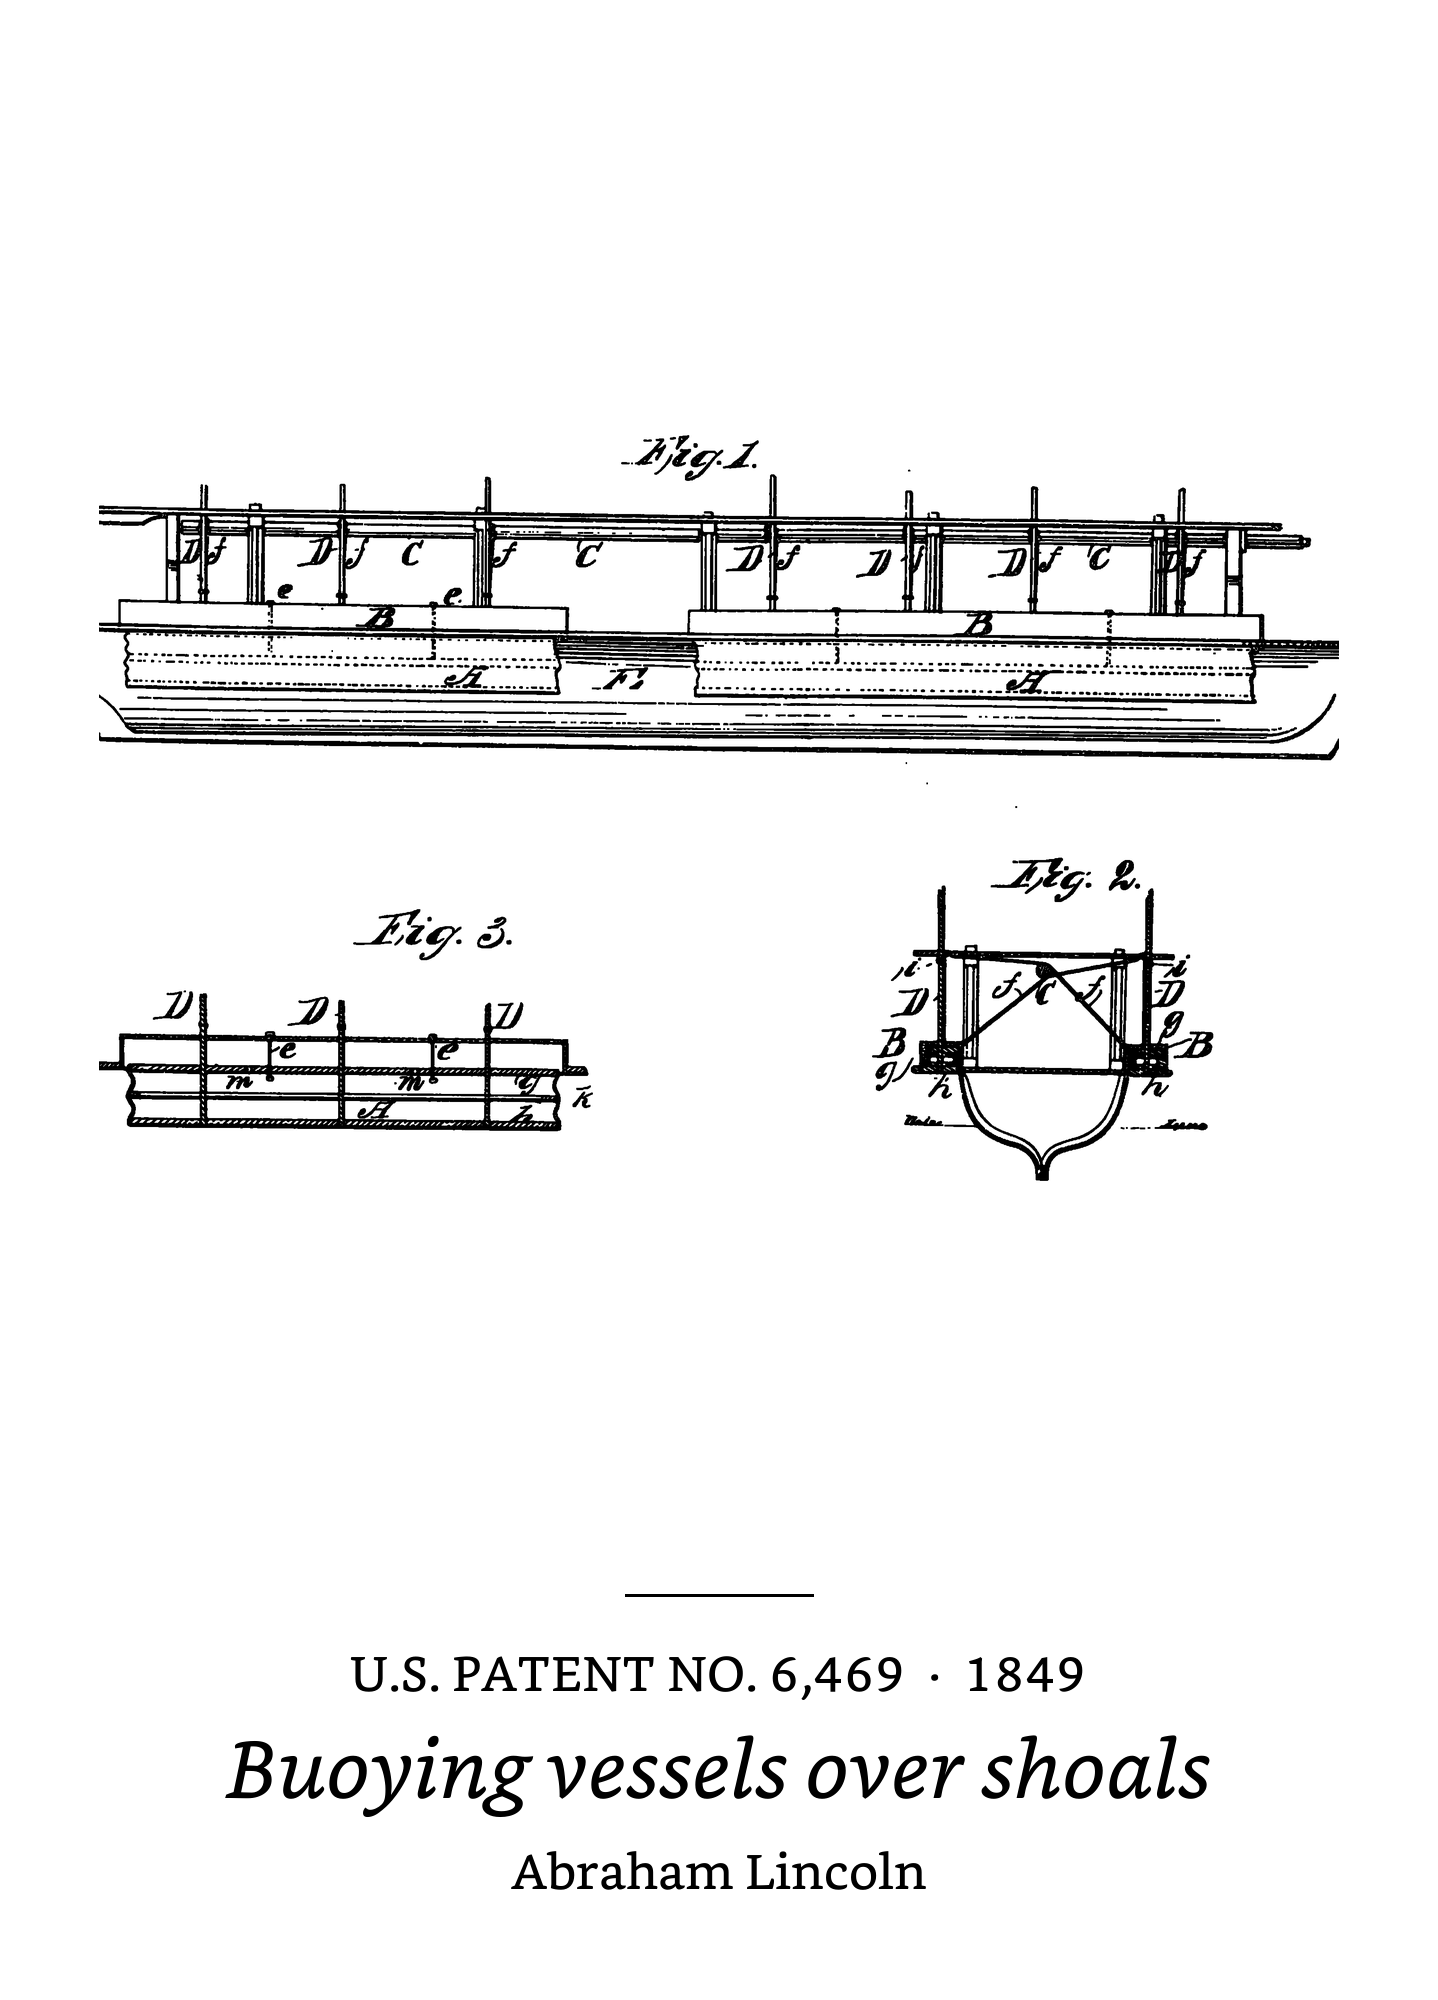 Fig. 1.
D f D f C f C D f D f D f C D f
e e
B B
A F A
Fig. 2.
i i
D f C f D
g
B B
g h h
Fig. 3.
D D D
e e
m m g
k
A h
U.S. PATENT NO. 6,469 · 1849
Buoying vessels over shoals
Abraham Lincoln